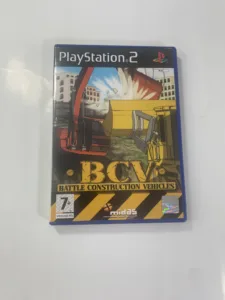 PlayStation 2
BCV
BATTLE CONSTRUCTION VEHICLES
7+
midas